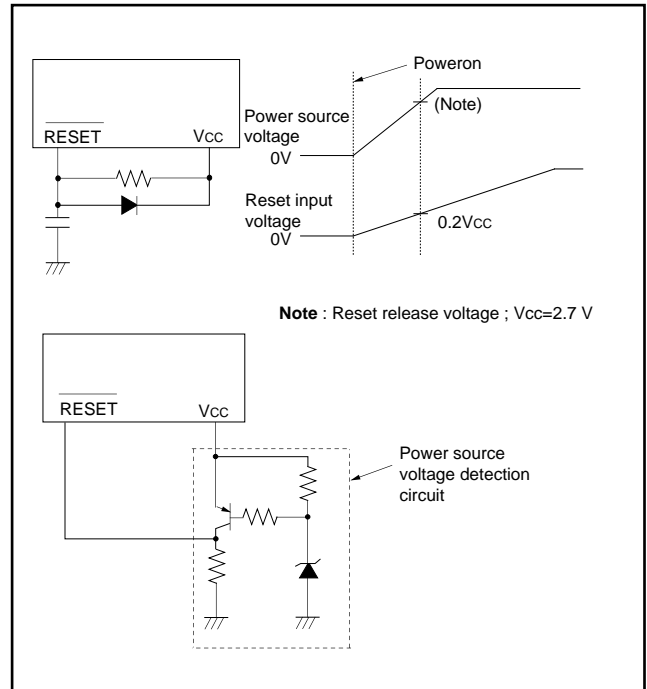 Poweron
(Note)
RESET VCC
Power source
voltage
0V
Reset input
voltage
0V
0.2VCC
Note : Reset release voltage ; Vcc=2.7 V
RESET VCC
Power source
voltage detection
circuit